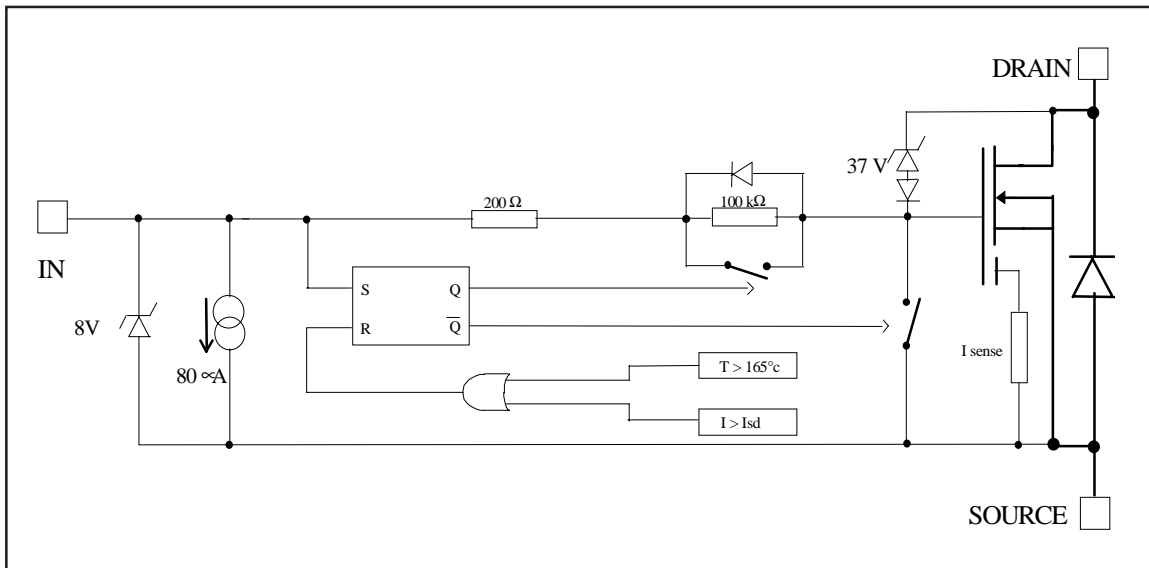 DRAIN
37 V
200 Ω
100 kΩ
IN
S
Q
R
Q̅
8V
80 ∝A
I sense
T > 165°c
I > Isd
SOURCE